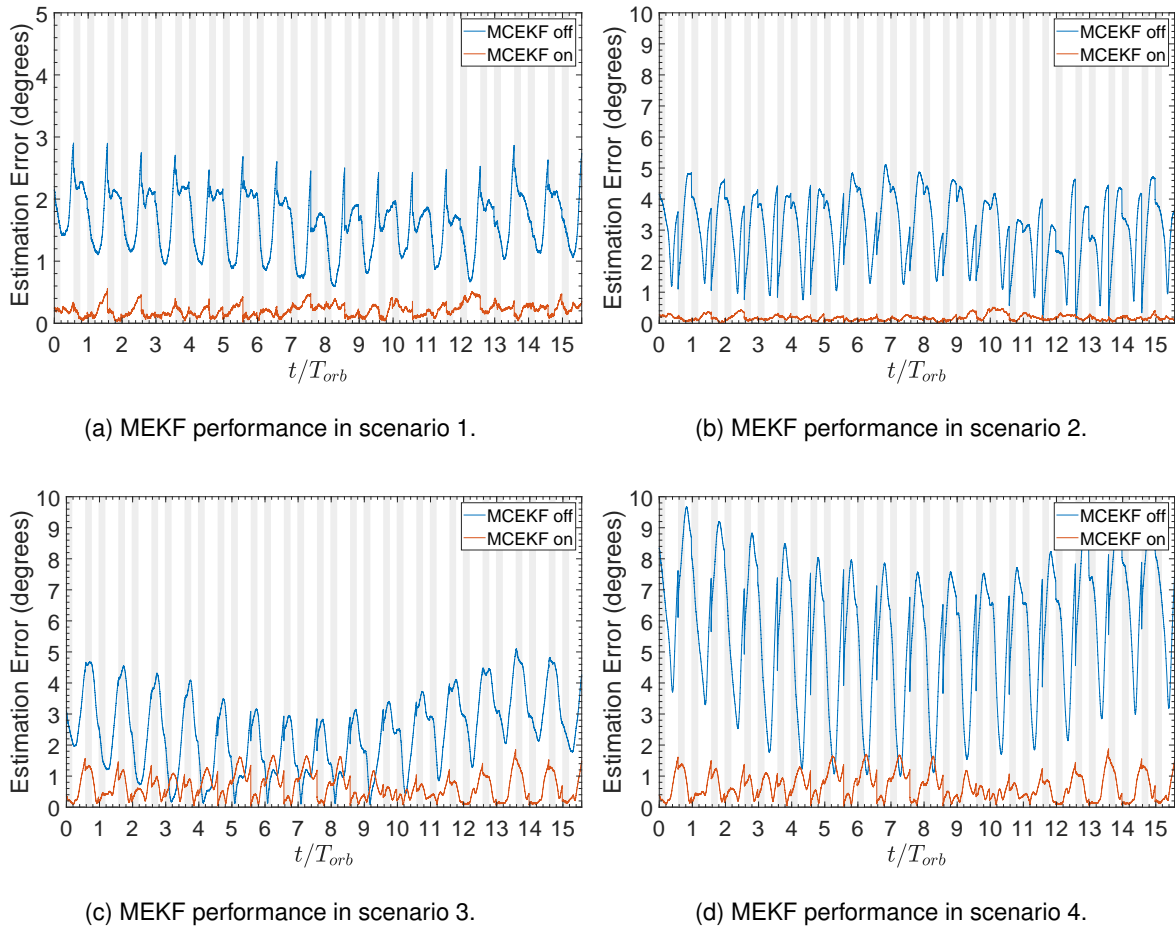 5
4
3
2
1
0
Estimation Error (degrees)
MCEKF off
MCEKF on
0 1 2 3 4 5 6 7 8 9 10 11 12 13 14 15
t/T_orb
(a) MEKF performance in scenario 1.
10
9
8
7
6
5
4
3
2
1
0
Estimation Error (degrees)
MCEKF off
MCEKF on
0 1 2 3 4 5 6 7 8 9 10 11 12 13 14 15
t/T_orb
(b) MEKF performance in scenario 2.
10
9
8
7
6
5
4
3
2
1
0
Estimation Error (degrees)
MCEKF off
MCEKF on
0 1 2 3 4 5 6 7 8 9 10 11 12 13 14 15
t/T_orb
(c) MEKF performance in scenario 3.
10
9
8
7
6
5
4
3
2
1
0
Estimation Error (degrees)
MCEKF off
MCEKF on
0 1 2 3 4 5 6 7 8 9 10 11 12 13 14 15
t/T_orb
(d) MEKF performance in scenario 4.